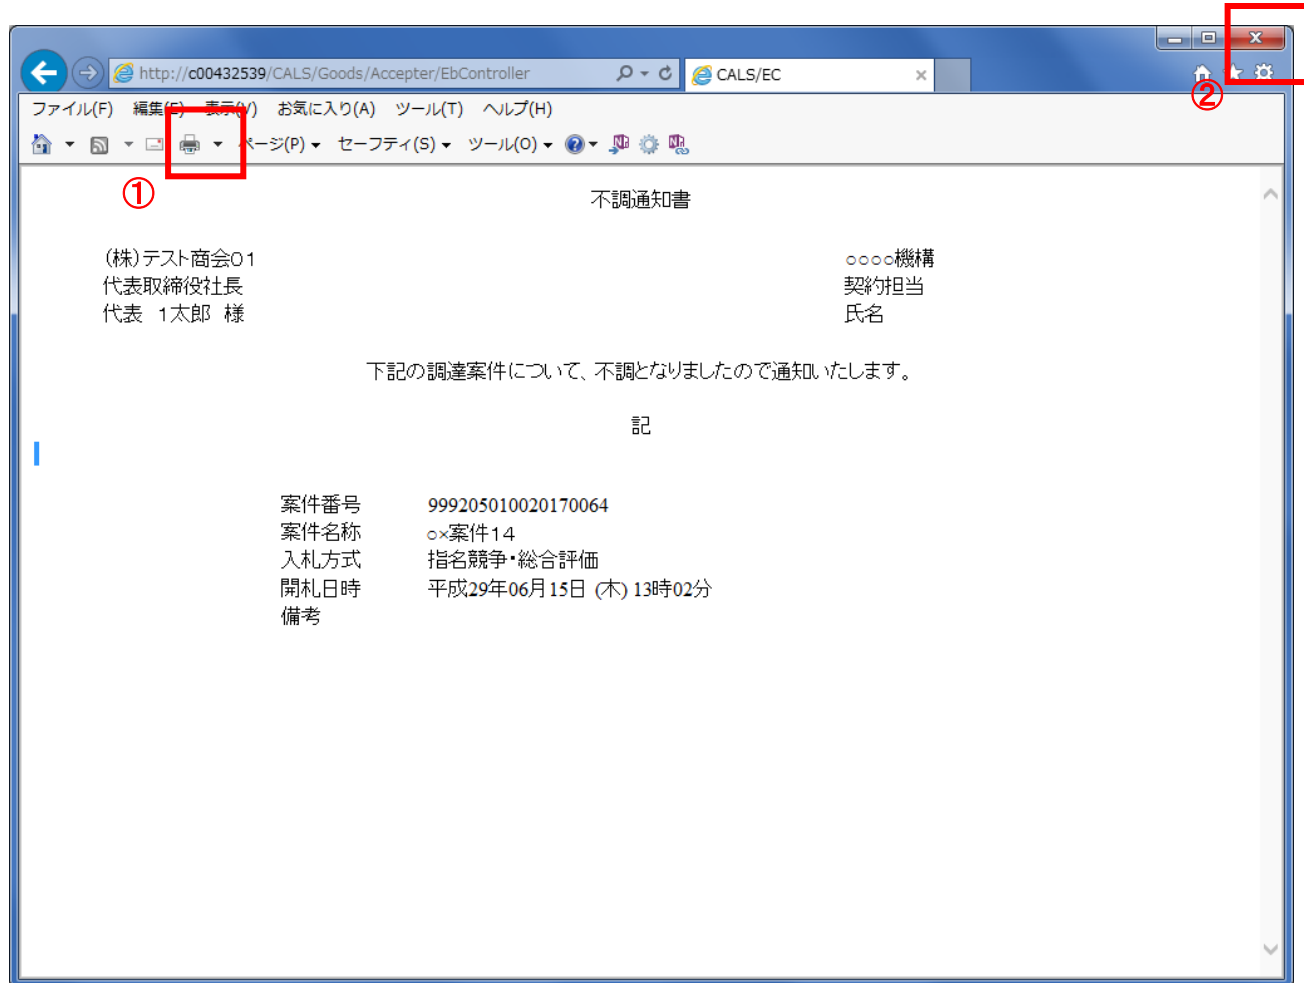 ②
http://c00432539/CALS/Goods/Accepter/EbController
CALS/EC
ファイル(F) 編集(E) 表示(V) お気に入り(A) ツール(T) ヘルプ(H)
ページ(P) セーフティ(S) ツール(O)
①
不調通知書
(株)テスト商会01
○○○○機構
代表取締役社長
契約担当
代表 1太郎 様
氏名
下記の調達案件について、不調となりましたので通知いたします。
記
案件番号 999205010020170064
案件名称 ○×案件14
入札方式 指名競争・総合評価
開札日時 平成29年06月15日 (木) 13時02分
備考